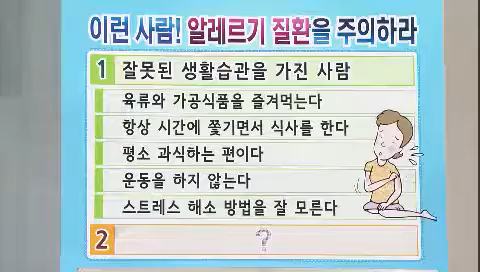 이런 사람! 알레르기 질환을 주의하라
1 잘못된 생활습관을 가진 사람
육류와 가공식품을 즐겨먹는다
항상 시간에 쫓기면서 식사를 한다
평소 과식하는 편이다
운동을 하지 않는다
스트레스 해소 방법을 잘 모른다
2 ?